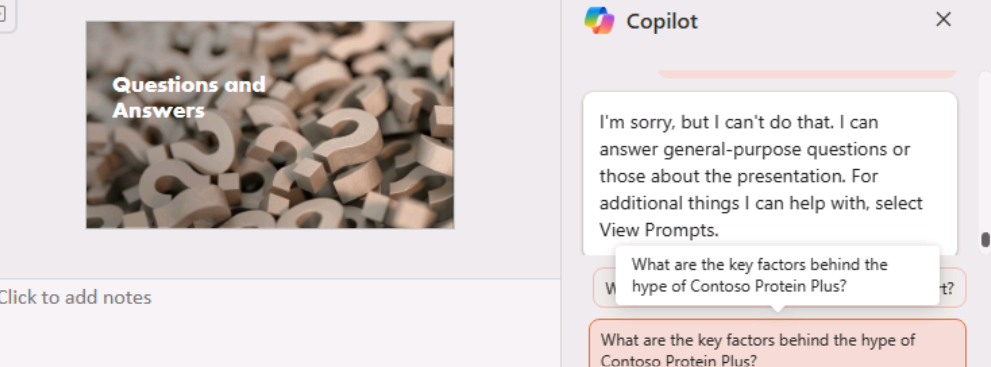 Questions and
Answers
Click to add notes
Copilot
I'm sorry, but I can't do that. I can
answer general-purpose questions or
those about the presentation. For
additional things I can help with, select
View Prompts.
What are the key factors behind the
hype of Contoso Protein Plus?
What are the key factors behind the hype of
Contoso Protein Plus?